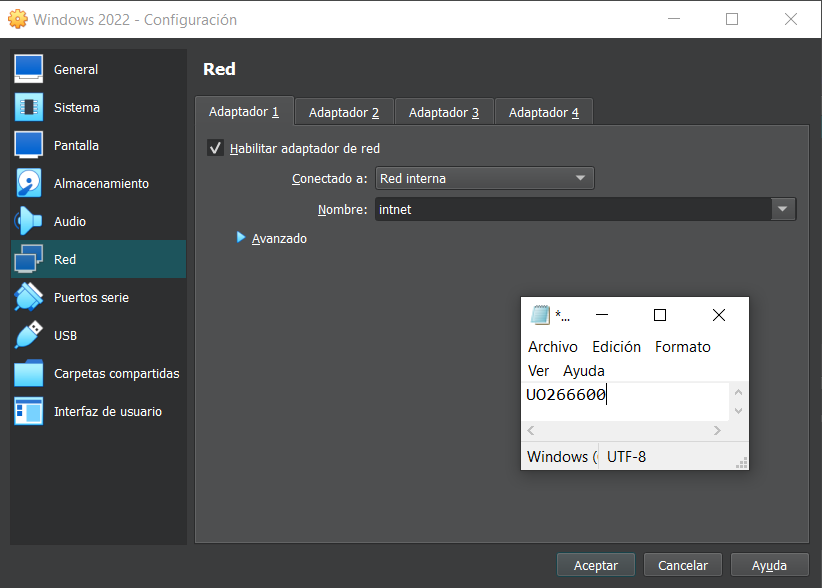 Windows 2022 - Configuración
General
Sistema
Pantalla
Almacenamiento
Audio
Red
Puertos serie
USB
Carpetas compartidas
Interfaz de usuario
Red
Adaptador 1 Adaptador 2 Adaptador 3 Adaptador 4
Habilitar adaptador de red
Conectado a: Red interna
Nombre: intnet
Avanzado
*...
Archivo Edición Formato
Ver Ayuda
UO266600
Windows ( UTF-8
Aceptar Cancelar Ayuda